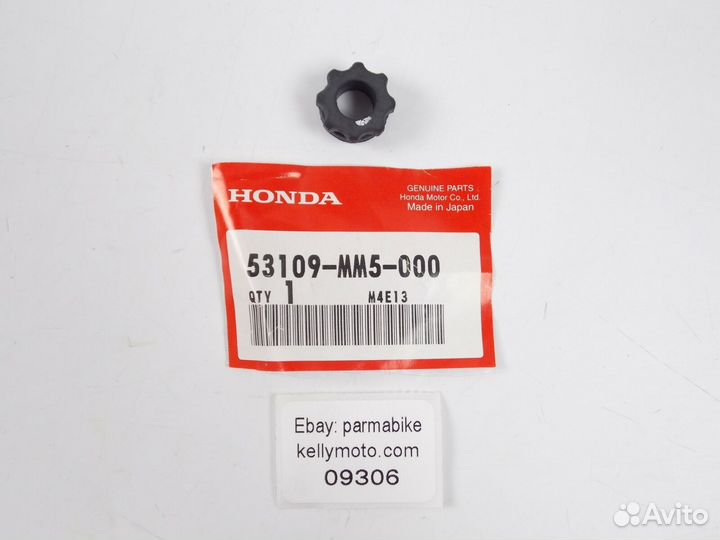 HONDA
GENUINE PARTS
Honda Motor Co., Ltd.
Made in Japan
53109-MM5-000
QTY 1 M4E13
Ebay: parmabike
kellymoto.com
09306
Avito